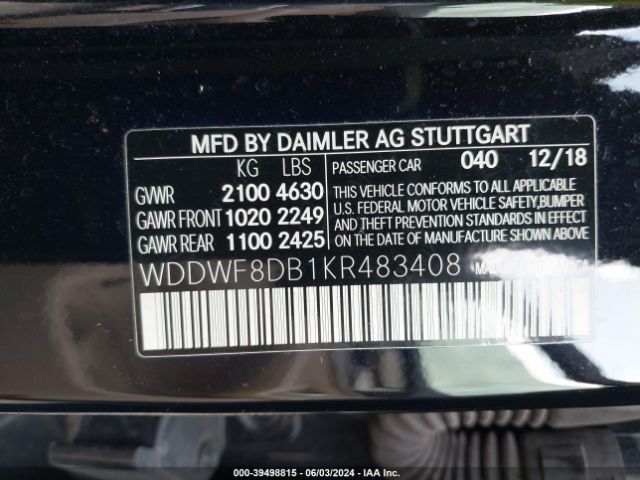 MFD BY DAIMLER AG STUTTGART
KG LBS
PASSENGER CAR 040 12/18
GVWR 2100 4630
GAWR FRONT 1020 2249
GAWR REAR 1100 2425
THIS VEHICLE CONFORMS TO ALL APPLICABLE
U.S. FEDERAL MOTOR VEHICLE SAFETY,BUMPER
AND THEFT PREVENTION STANDARDS IN EFFECT
ON THE DATE OF MANUFACTURE SHOWN ABOVE.
WDDWF8DB1KR483408
000-39498815 - 06/03/2024 - IAA Inc.